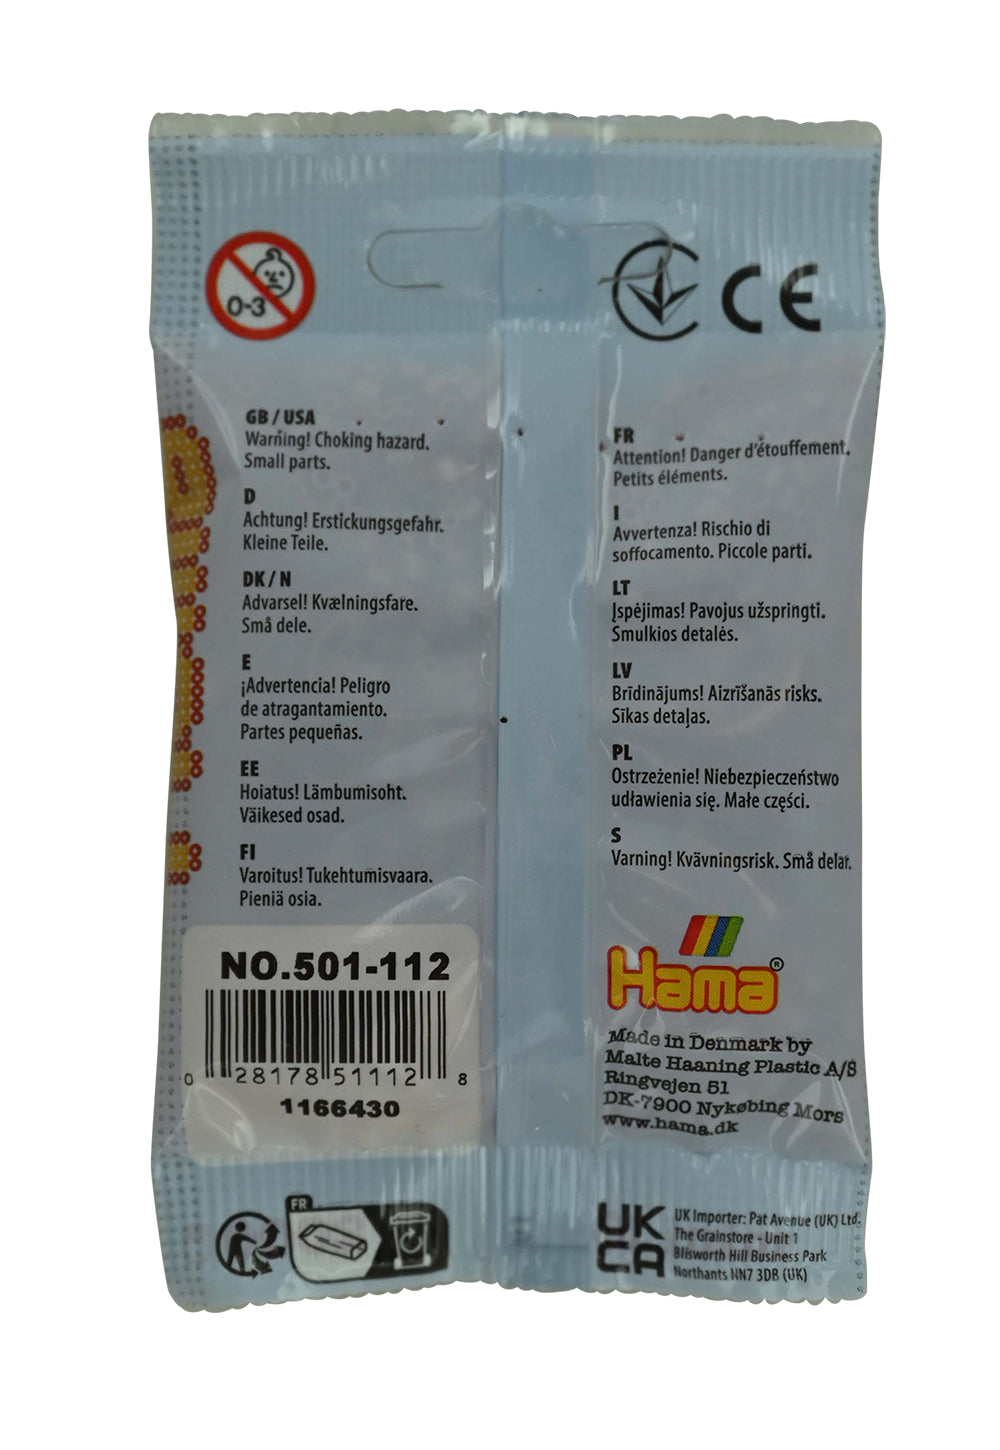 0-3
CE
GB / USA
Warning! Choking hazard.
Small parts.
D
Achtung! Erstickungsgefahr.
Kleine Teile.
DK / N
Advarsel! Kvælningsfare.
Små dele.
E
¡Advertencia! Peligro
de atragantamiento.
Partes pequeñas.
EE
Hoiatus! Lämbumisoht.
Väikesed osad.
FI
Varoitus! Tukehtumisvaara.
Pieniä osia.
FR
Attention! Danger d'étouffement.
Petits éléments.
I
Avvertenza! Rischio di
soffocamento. Piccole parti.
LT
Įspėjimas! Pavojus užspringti.
Smulkios detalės.
LV
Brīdinājums! Aizrīšanās risks.
Sīkas detaļas.
PL
Ostrzeżenie! Niebezpieczeństwo
udławienia się. Małe części.
S
Varning! Kvävningsrisk. Små delar.
NO.501-112
0 28178 51112 8
1166430
Hama®
Made in Denmark by
Malte Haaning Plastic A/S
Ringvejen 51
DK-7900 Nykøbing Mors
www.hama.dk
FR
UK
CA
UK Importer: Pat Avenue (UK) Ltd.
The Grainstore - Unit 1
Blisworth Hill Business Park
Northants NN7 3DB (UK)